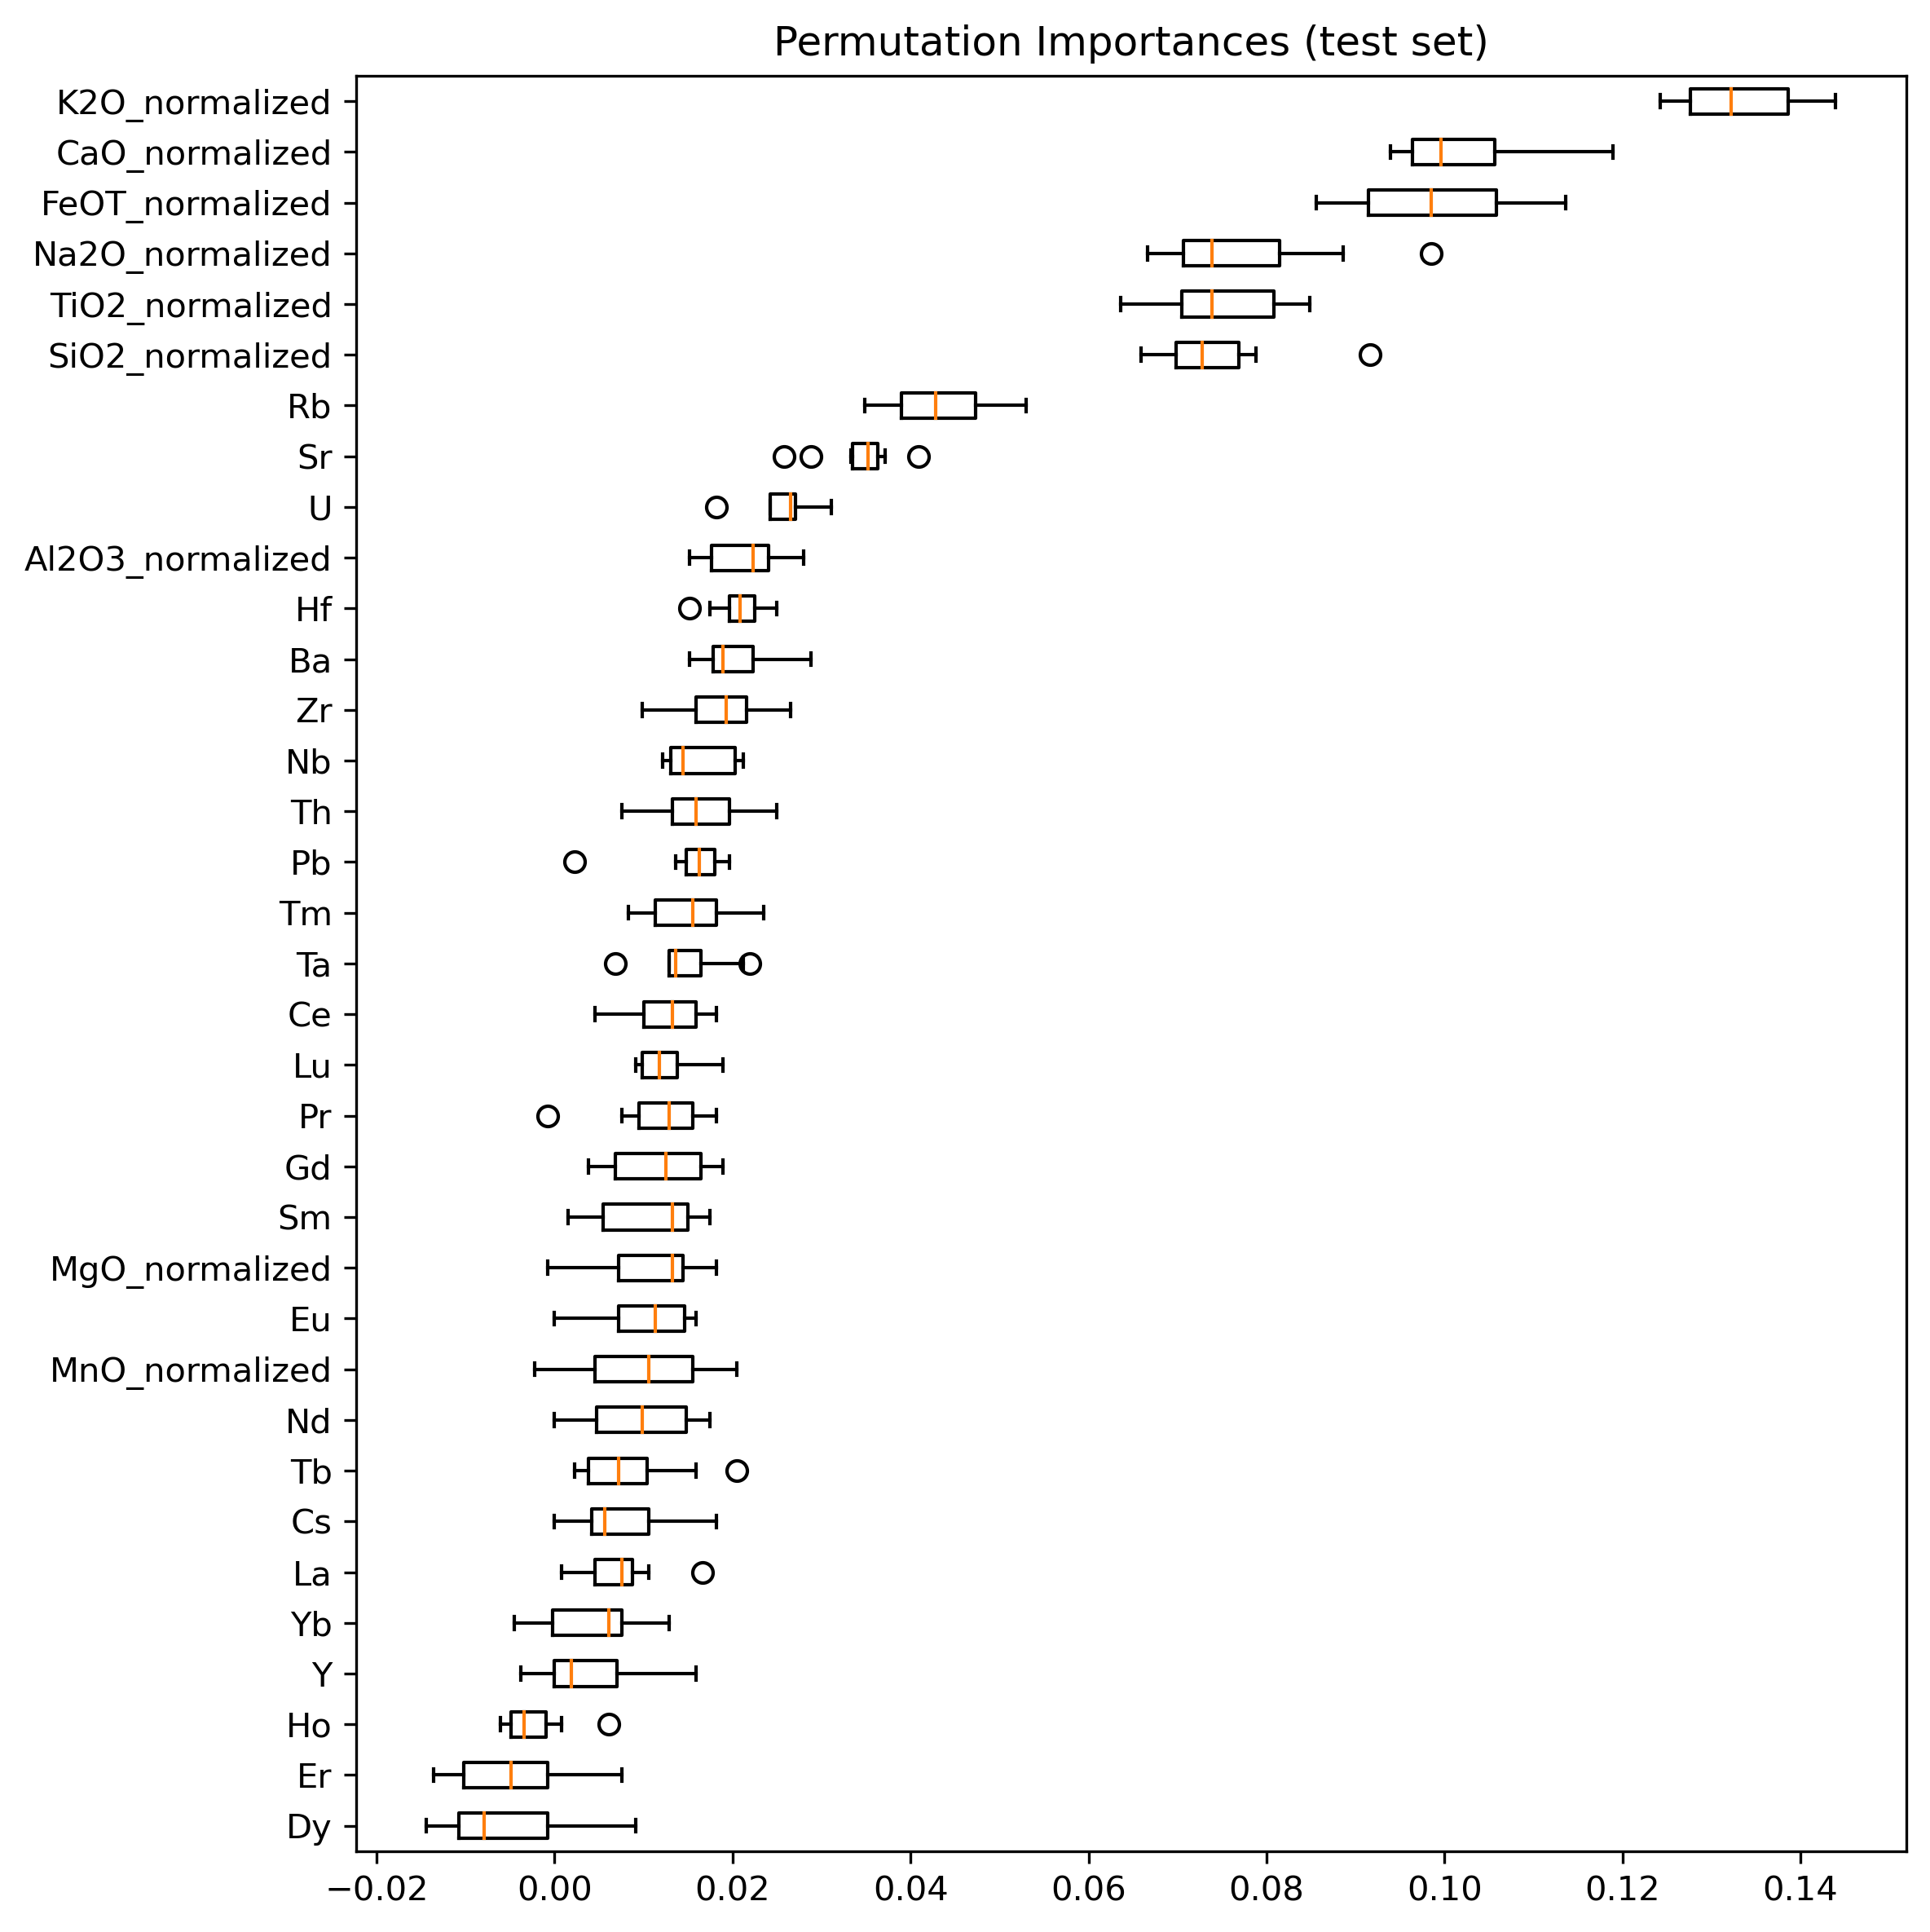 Permutation Importances (test set)
K2O_normalized
CaO_normalized
FeOT_normalized
Na2O_normalized
TiO2_normalized
SiO2_normalized
Rb
Sr
U
Al2O3_normalized
Hf
Ba
Zr
Nb
Th
Pb
Tm
Ta
Ce
Lu
Pr
Gd
Sm
MgO_normalized
Eu
MnO_normalized
Nd
Tb
Cs
La
Yb
Y
Ho
Er
Dy
−0.02 0.00 0.02 0.04 0.06 0.08 0.10 0.12 0.14